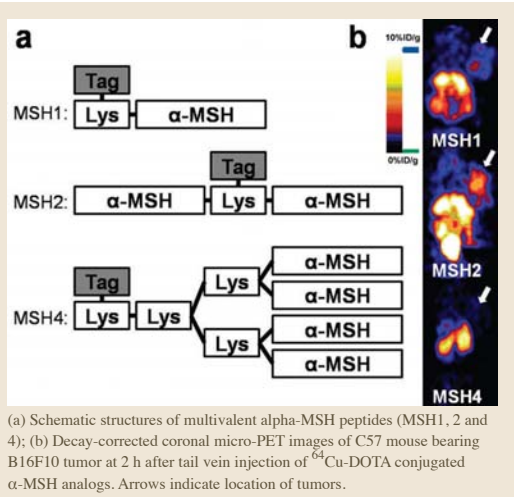 a
b
10%ID/g
0%ID/g
Tag
MSH1: Lys α-MSH
MSH1
Tag
MSH2: α-MSH Lys α-MSH
MSH2
α-MSH
Lys
Tag
α-MSH
MSH4: Lys Lys
α-MSH
Lys
α-MSH
MSH4
(a) Schematic structures of multivalent alpha-MSH peptides (MSH1, 2 and
4); (b) Decay-corrected coronal micro-PET images of C57 mouse bearing
B16F10 tumor at 2 h after tail vein injection of ⁶⁴Cu-DOTA conjugated
α-MSH analogs. Arrows indicate location of tumors.